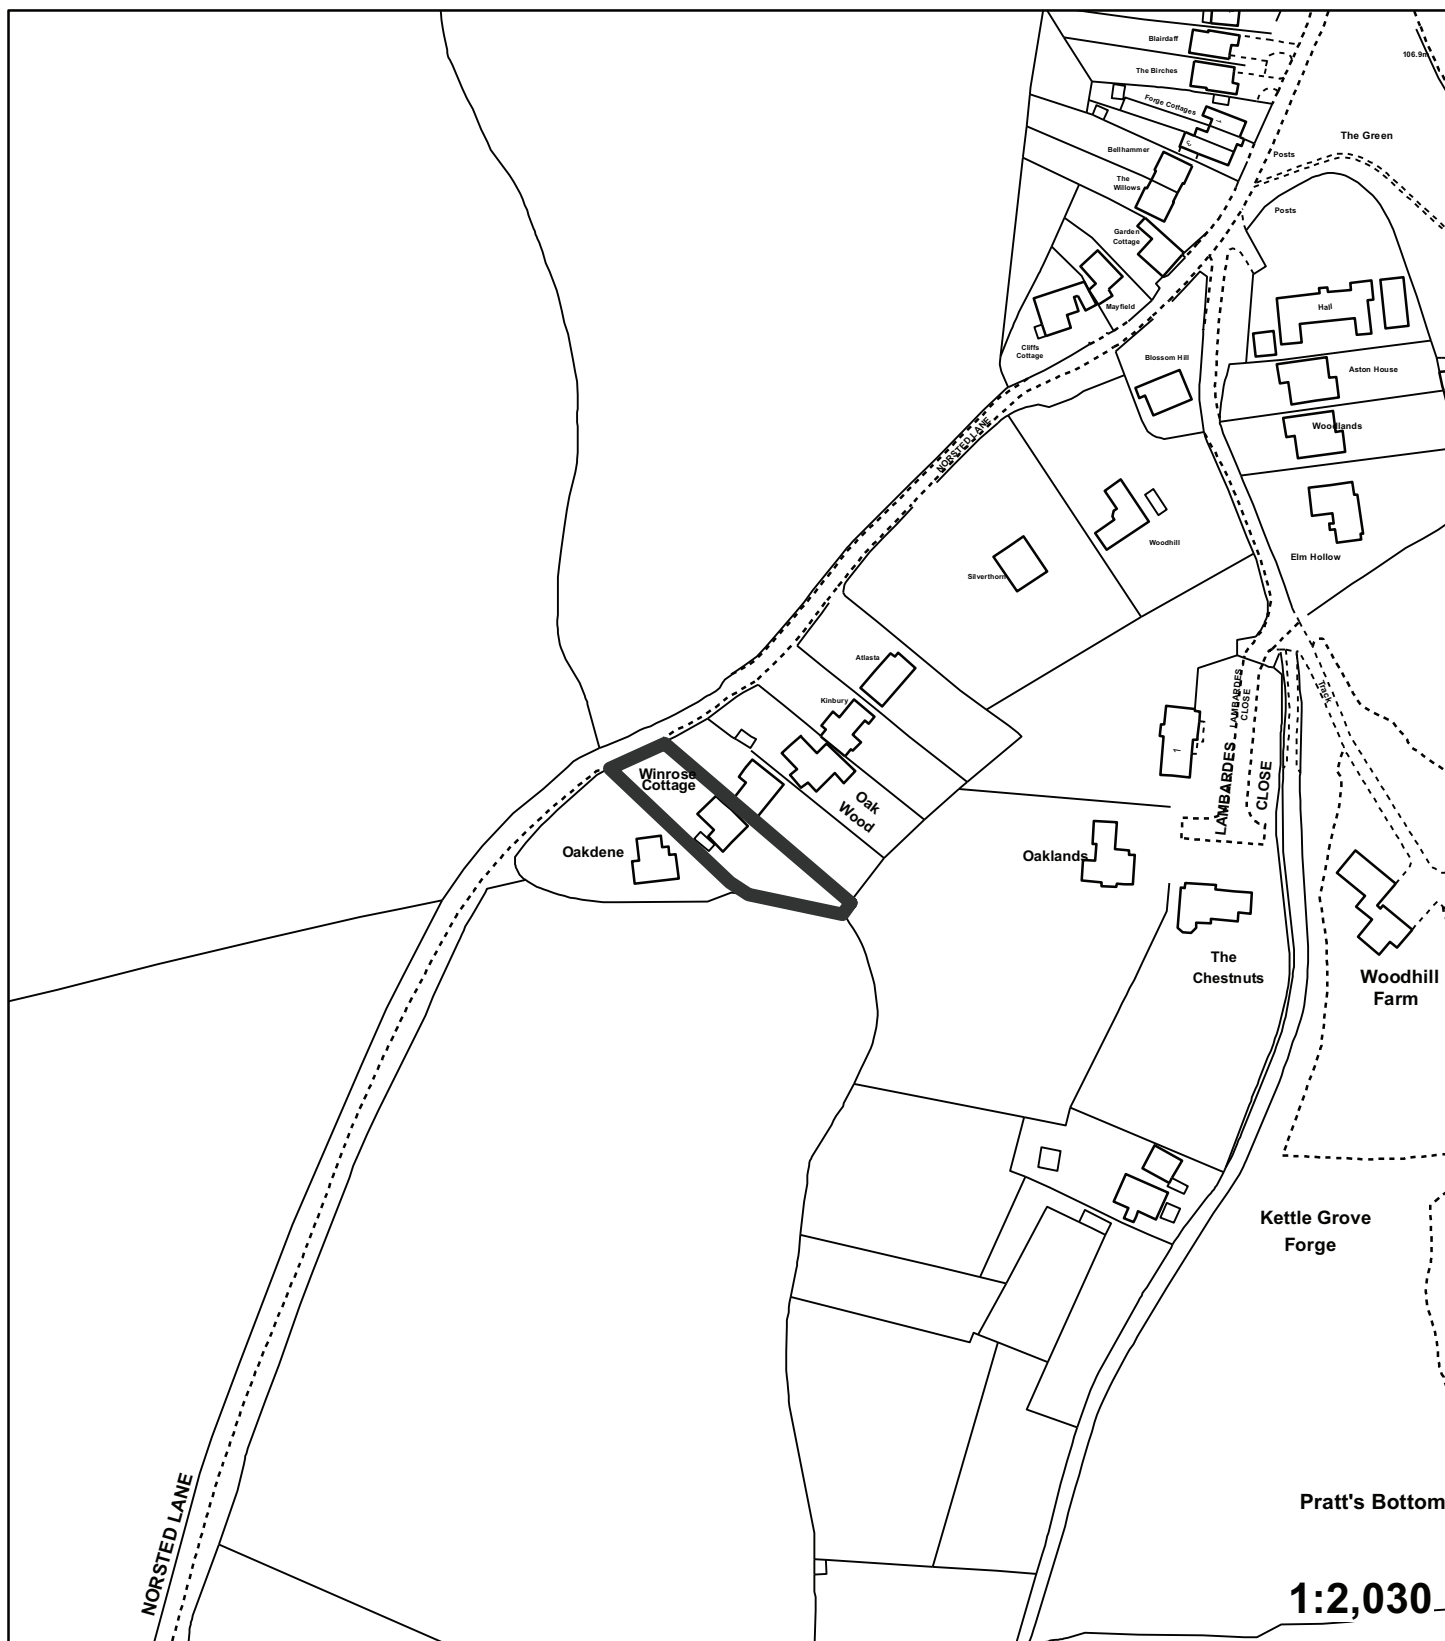 Blairdaff
106.9m
The Birches
Forge Cottages
1
3
The Green
Bellhammer
Posts
The
Willows
Posts
Garden
Cottage
Mayfield
Hall
Cliffs
Cottage
Blossom Hill
Aston House
Woodlands
NORSTED LANE
Woodhill
Elm Hollow
Silverthorn
Atlasta
Kinbury
LAMBARDES
CLOSE
Track
1
LAMBARDES
CLOSE
Winrose
Cottage
Oak
Wood
Oakdene
Oaklands
The
Chestnuts
Woodhill
Farm
Kettle Grove
Forge
NORSTED LANE
Pratt's Bottom
1:2,030